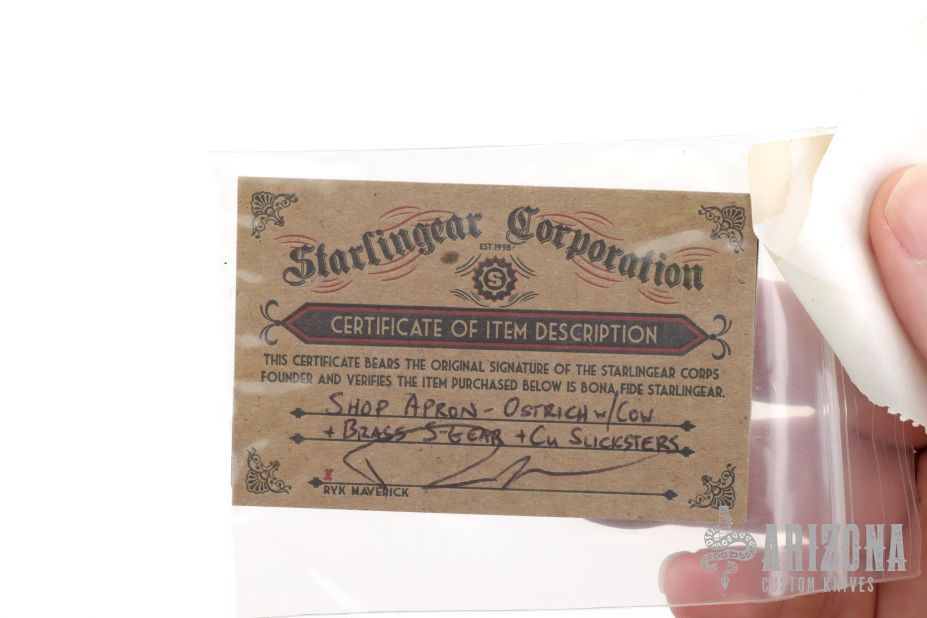 Starlingear Corporation
EST.1998
S
CERTIFICATE OF ITEM DESCRIPTION
THIS CERTIFICATE BEARS THE ORIGINAL SIGNATURE OF THE STARLINGEAR CORPS
FOUNDER AND VERIFIES THE ITEM PURCHASED BELOW IS BONA FIDE STARLINGEAR.
SHOP APRON - OSTRICH w/COW
+ BRASS S-GEAR + CU SLICKSTERS
X
RYK MAVERICK
ARIZONA
CUSTOM KNIVES